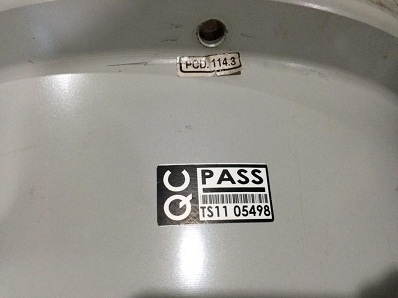 PCD. 114.3
QC
PASS
TS11 05498